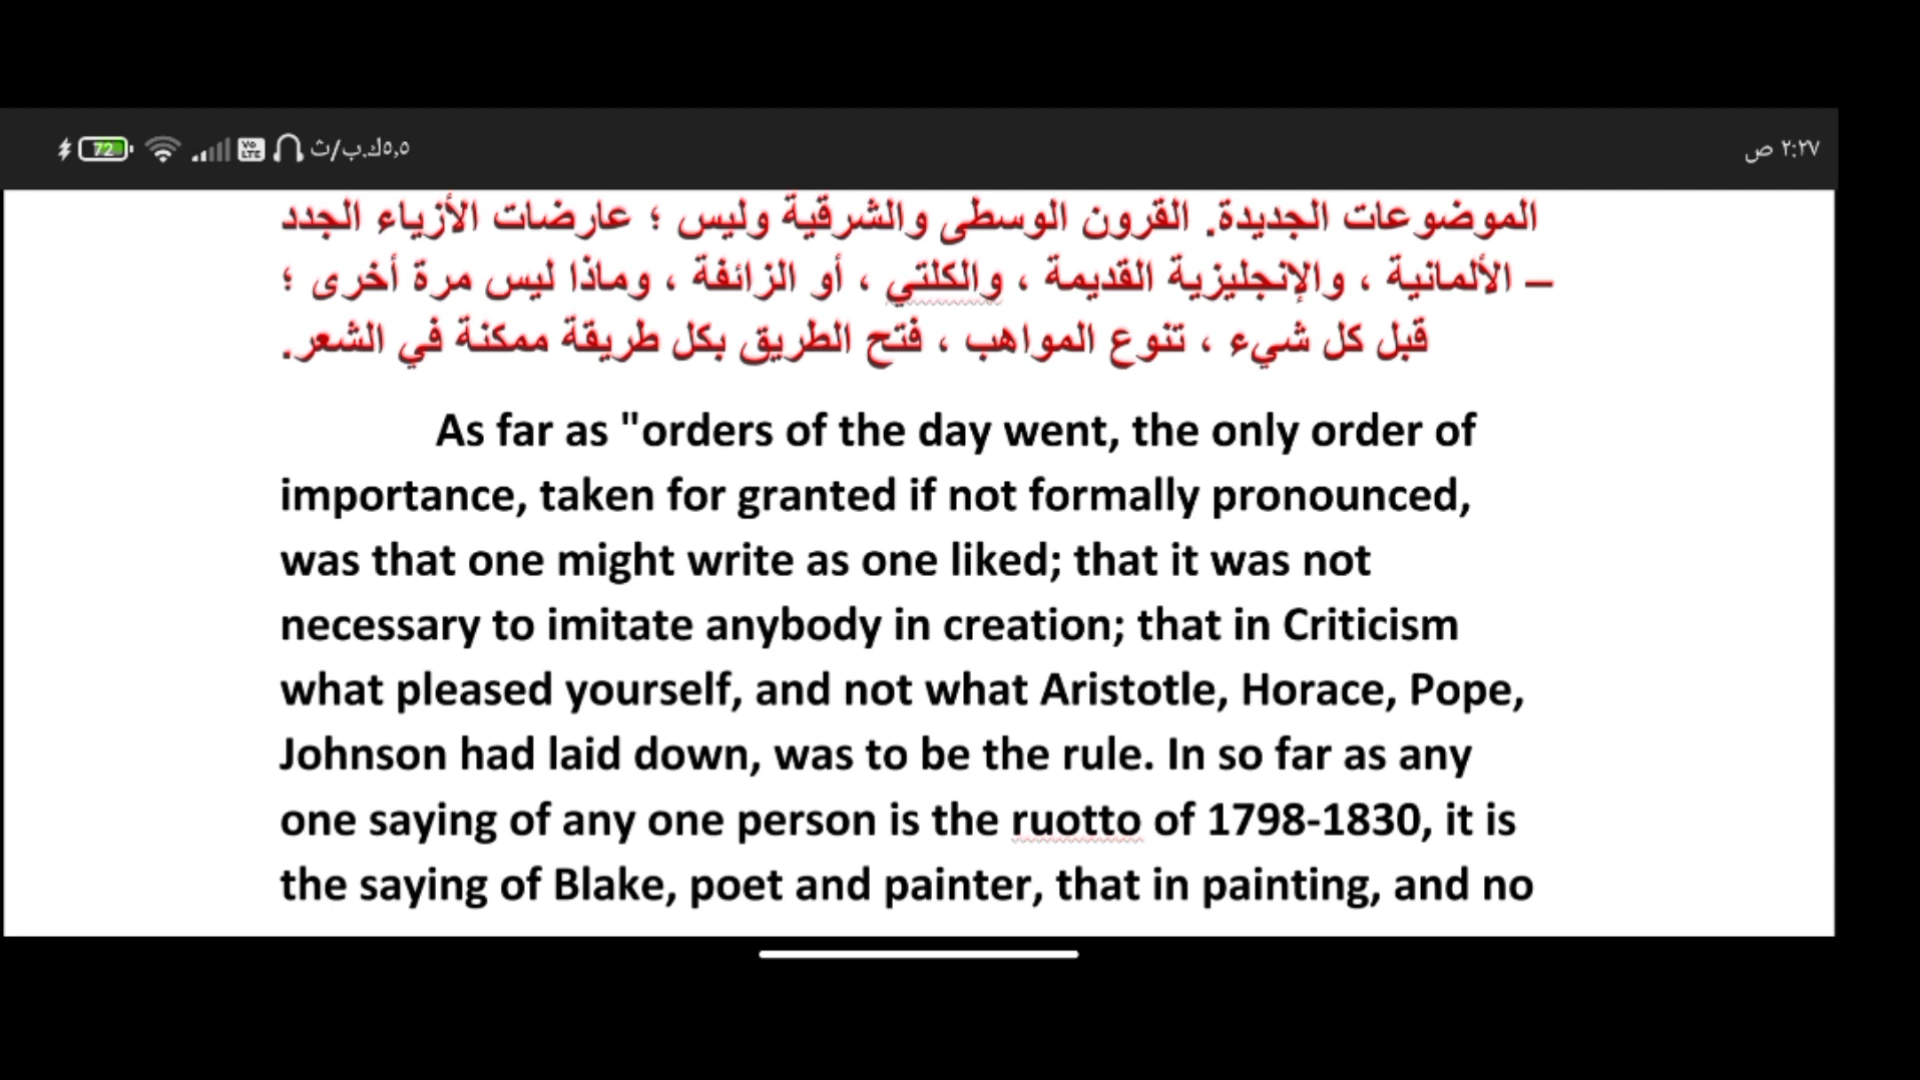 ٥,٥ك.ب/ث
٢:٢٧ ص
72
Vo LTE
الموضوعات الجديدة. القرون الوسطى والشرقية وليس ؛ عارضات الأزياء الجدد
– الألمانية ، والإنجليزية القديمة ، والكلتي ، أو الزائفة ، وماذا ليس مرة أخرى ؛
قبل كل شيء ، تنوع المواهب ، فتح الطريق بكل طريقة ممكنة في الشعر.
As far as "orders of the day went, the only order of
importance, taken for granted if not formally pronounced,
was that one might write as one liked; that it was not
necessary to imitate anybody in creation; that in Criticism
what pleased yourself, and not what Aristotle, Horace, Pope,
Johnson had laid down, was to be the rule. In so far as any
one saying of any one person is the ruotto of 1798-1830, it is
the saying of Blake, poet and painter, that in painting, and no